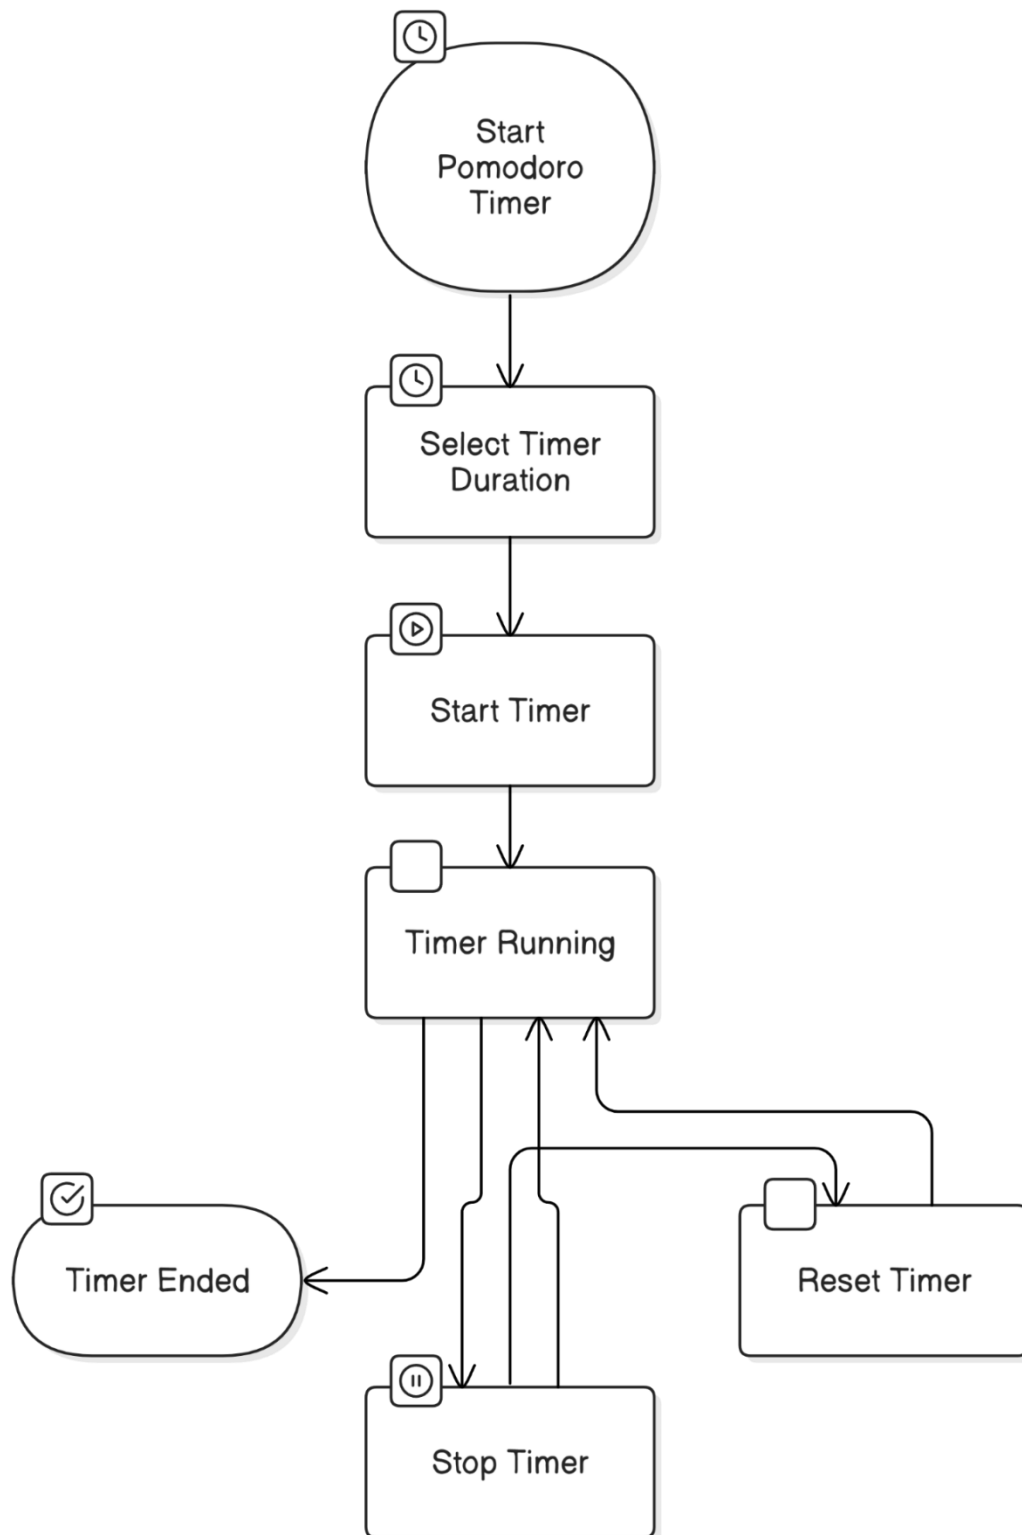 Start
Pomodoro
Timer
Select Timer
Duration
Start Timer
Timer Running
Timer Ended
Reset Timer
Stop Timer